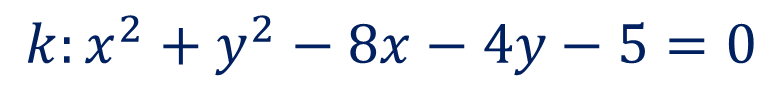 k: x² + y² − 8x − 4y − 5 = 0